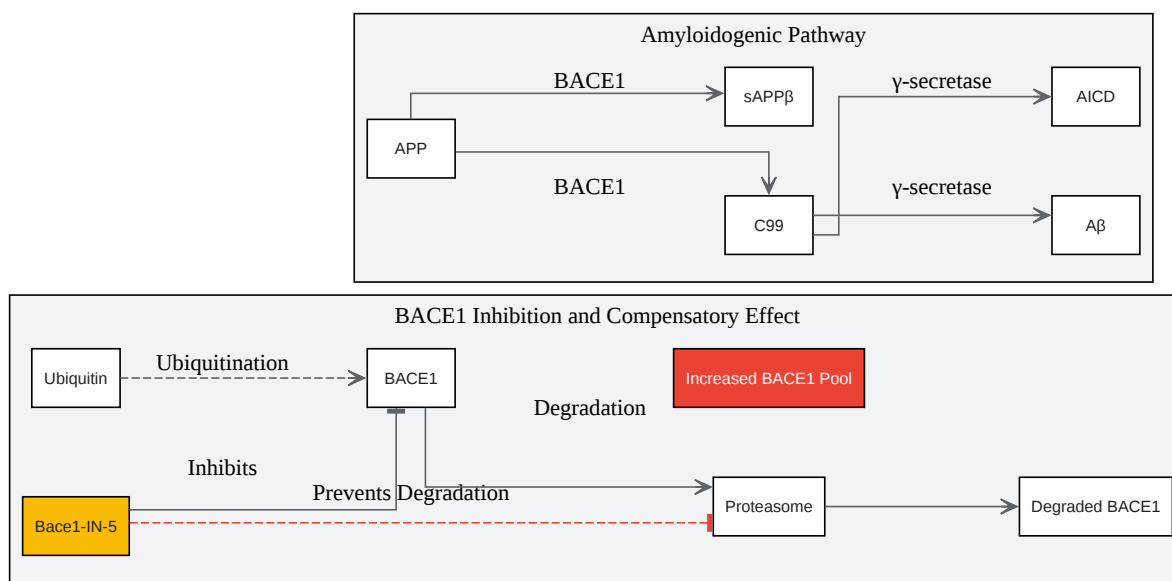 Amyloidogenic Pathway
BACE1
sAPPβ
γ-secretase
AICD
APP
BACE1
γ-secretase
C99
Aβ
BACE1 Inhibition and Compensatory Effect
Ubiquitin
Ubiquitination
BACE1
Increased BACE1 Pool
Degradation
Inhibits
Prevents Degradation
Bace1-IN-5
Proteasome
Degraded BACE1